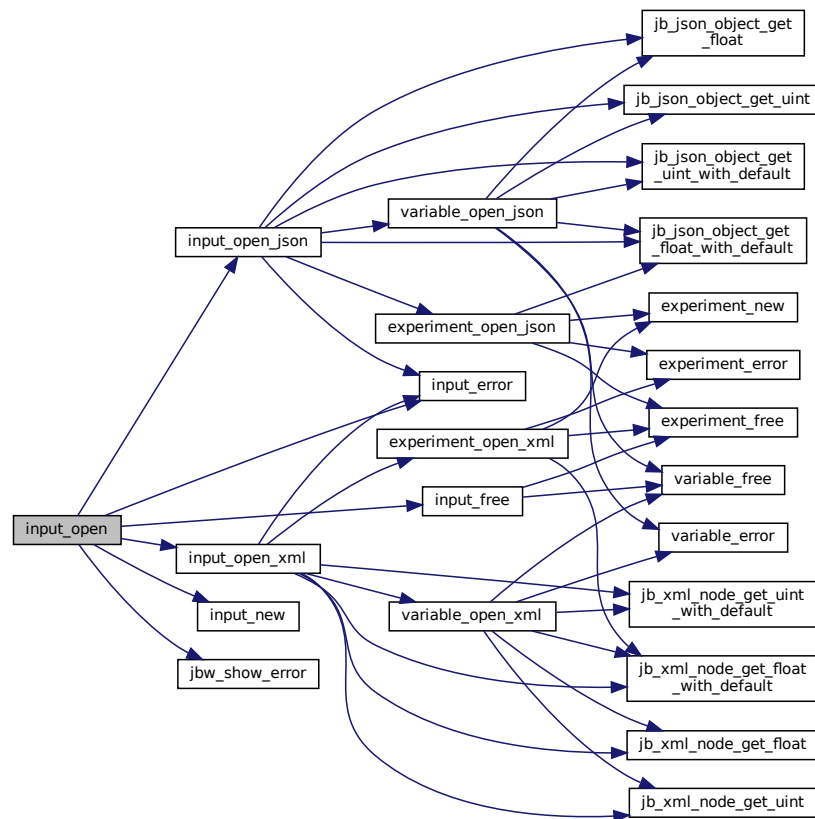 jb_json_object_get
_float
jb_json_object_get_uint
jb_json_object_get
_uint_with_default
variable_open_json
input_open_json
jb_json_object_get
_float_with_default
experiment_new
experiment_open_json
experiment_error
input_error
experiment_free
experiment_open_xml
variable_free
input_free
input_open
variable_error
input_open_xml
jb_xml_node_get_uint
_with_default
input_new
variable_open_xml
jb_xml_node_get_float
_with_default
jbw_show_error
jb_xml_node_get_float
jb_xml_node_get_uint